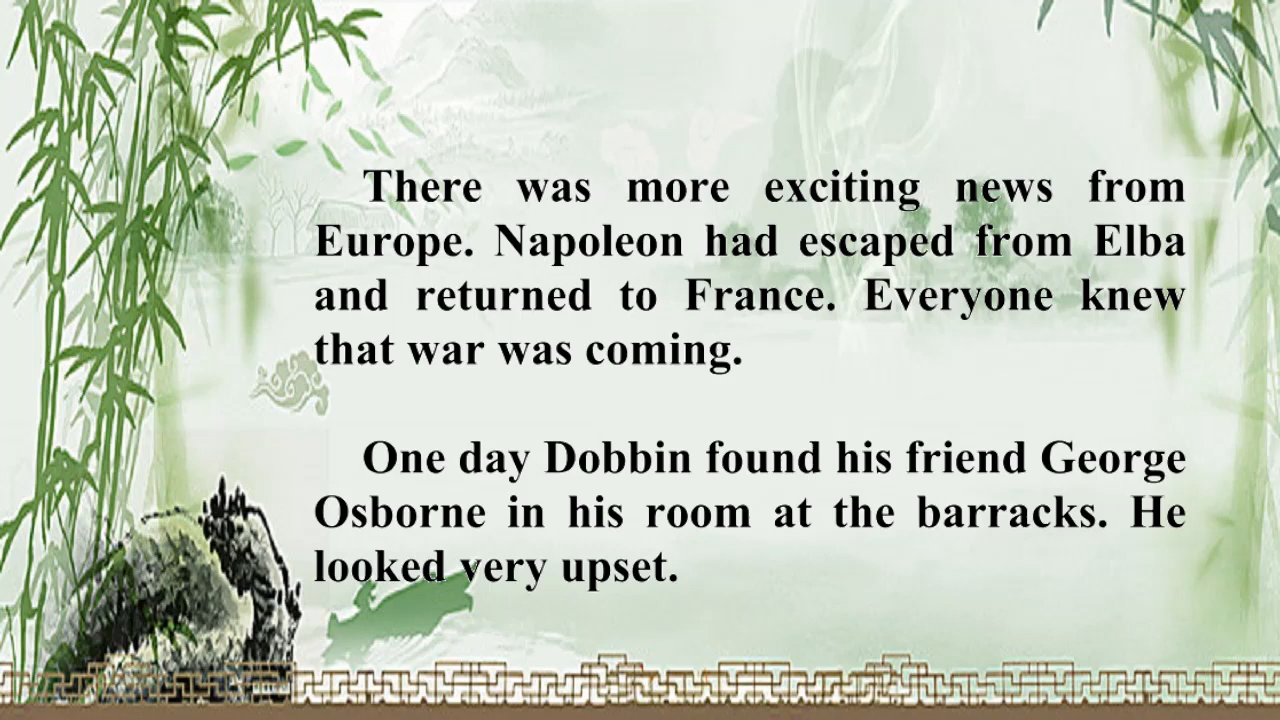 There was more exciting news from
Europe. Napoleon had escaped from Elba
and returned to France. Everyone knew
that war was coming.
One day Dobbin found his friend George
Osborne in his room at the barracks. He
looked very upset.